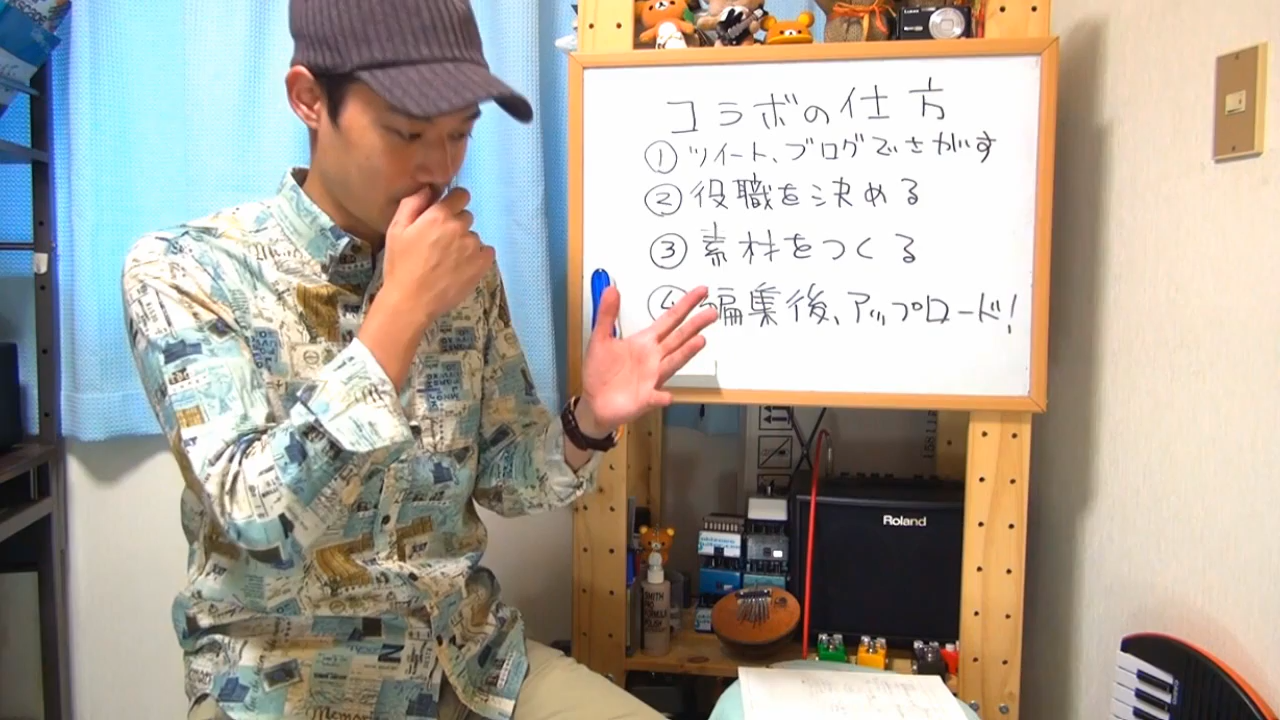 コラボの仕方
① ツイート、ブログでさがす
② 役職を決める
③ 素材をつくる
④ 編集後、アップロード!
Roland